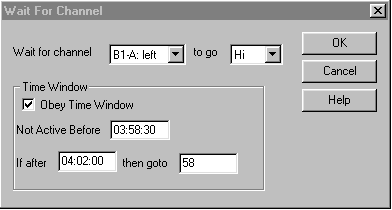 Wait For Channel
Wait for channel B1-A: left to go Hi
OK
Cancel
Help
Time Window
Obey Time Window
Not Active Before 03:58:30
If after 04:02:00 then goto 58